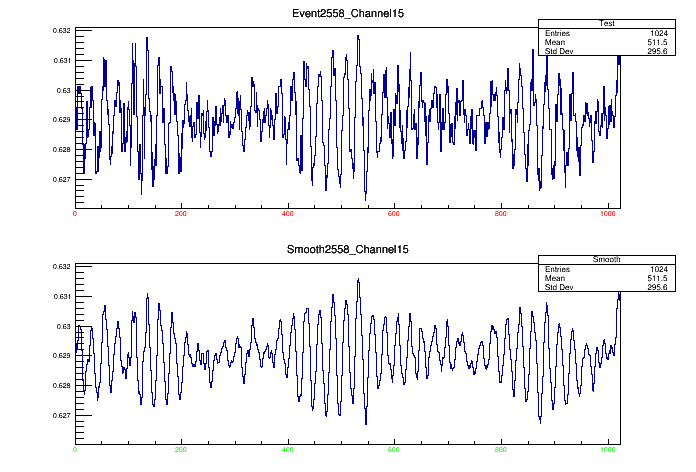 Event2558_Channel15
Test
Entries 1024
Mean 511.5
Std Dev 295.6
0.632
0.631
0.63
0.629
0.628
0.627
0 200 400 600 800 1000
Smooth2558_Channel15
Smooth
Entries 1024
Mean 511.5
Std Dev 295.6
0.632
0.631
0.63
0.629
0.628
0.627
0 200 400 600 800 1000